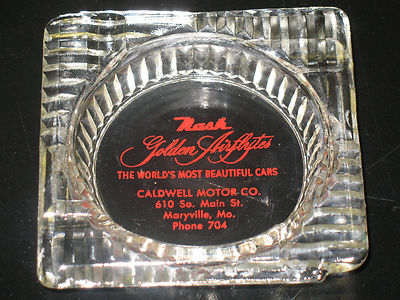 Nash
Golden Airflytes
THE WORLD'S MOST BEAUTIFUL CARS
CALDWELL MOTOR CO.
610 So. Main St.
Maryville, Mo.
Phone 704